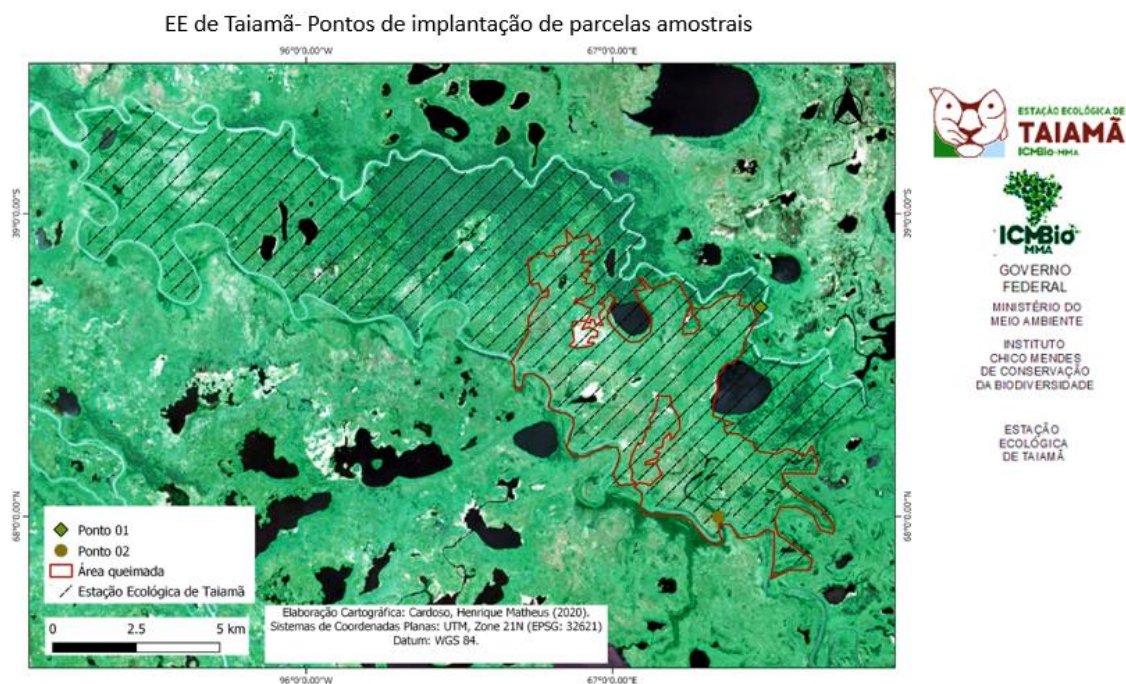 EE de Taiamã- Pontos de implantação de parcelas amostrais
96°0'0.00"W
67°0'0.00"E
39°0'0.00"S
68°0'0.00"N
39°0'0.00"S
68°0'0.00"N
Ponto 01
Ponto 02
Área queimada
Estação Ecológica de Taiamã
0 2.5 5 km
Elaboração Cartográfica: Cardoso, Henrique Matheus (2020).
Sistemas de Coordenadas Planas: UTM, Zone 21N (EPSG: 32621)
Datum: WGS 84.
96°0'0.00"W
67°0'0.00"E
ESTAÇÃO ECOLÓGICA DE
TAIAMÃ
ICMBio-MMA
ICMBio
MMA
GOVERNO
FEDERAL
MINISTÉRIO DO
MEIO AMBIENTE
INSTITUTO
CHICO MENDES
DE CONSERVAÇÃO
DA BIODIVERSIDADE
ESTAÇÃO
ECOLÓGICA
DE TAIAMÃ